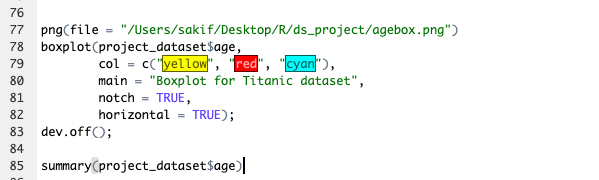 76
77 png(file = "/Users/sakif/Desktop/R/ds_project/agebox.png")
78 boxplot(project_dataset$age,
79         col = c("yellow", "red", "cyan"),
80         main = "Boxplot for Titanic dataset",
81         notch = TRUE,
82         horizontal = TRUE);
83 dev.off();
84
85 summary(project_dataset$age)